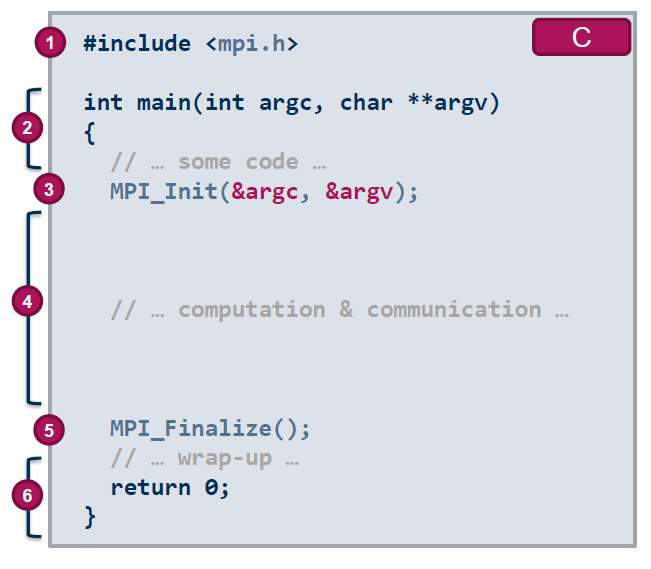 1 #include <mpi.h> C
2 int main(int argc, char **argv)
{
// … some code …
3 MPI_Init(&argc, &argv);
4 // … computation & communication …
5 MPI_Finalize();
// … wrap-up …
6 return 0;
}